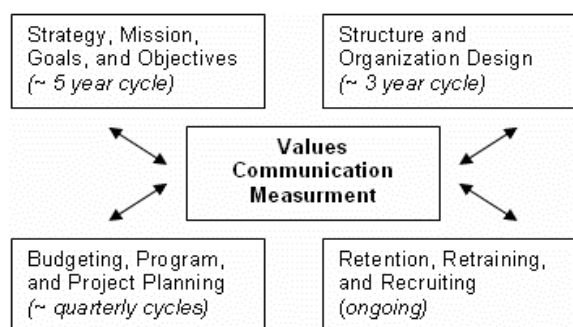 Strategy, Mission,
Goals, and Objectives
(~ 5 year cycle)
Structure and
Organization Design
(~ 3 year cycle)
Values
Communication
Measurment
Budgeting, Program,
and Project Planning
(~ quarterly cycles)
Retention, Retraining,
and Recruiting
(ongoing)